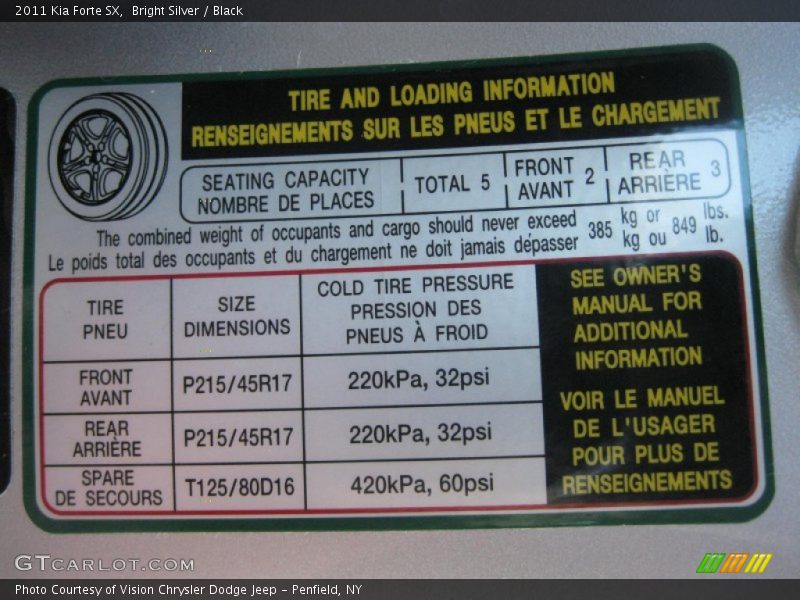 2011 Kia Forte SX, Bright Silver / Black
TIRE AND LOADING INFORMATION
RENSEIGNEMENTS SUR LES PNEUS ET LE CHARGEMENT
SEATING CAPACITY
NOMBRE DE PLACES
TOTAL 5
FRONT
AVANT 2
REAR
ARRIÈRE 3
The combined weight of occupants and cargo should never exceed 385 kg or 849 lbs.
Le poids total des occupants et du chargement ne doit jamais dépasser kg ou lb.
TIRE
PNEU
SIZE
DIMENSIONS
COLD TIRE PRESSURE
PRESSION DES
PNEUS À FROID
FRONT
AVANT
P215/45R17
220kPa, 32psi
REAR
ARRIÈRE
P215/45R17
220kPa, 32psi
SPARE
DE SECOURS
T125/80D16
420kPa, 60psi
SEE OWNER'S
MANUAL FOR
ADDITIONAL
INFORMATION
VOIR LE MANUEL
DE L'USAGER
POUR PLUS DE
RENSEIGNEMENTS
GTCARLOT.COM
Photo Courtesy of Vision Chrysler Dodge Jeep – Penfield, NY